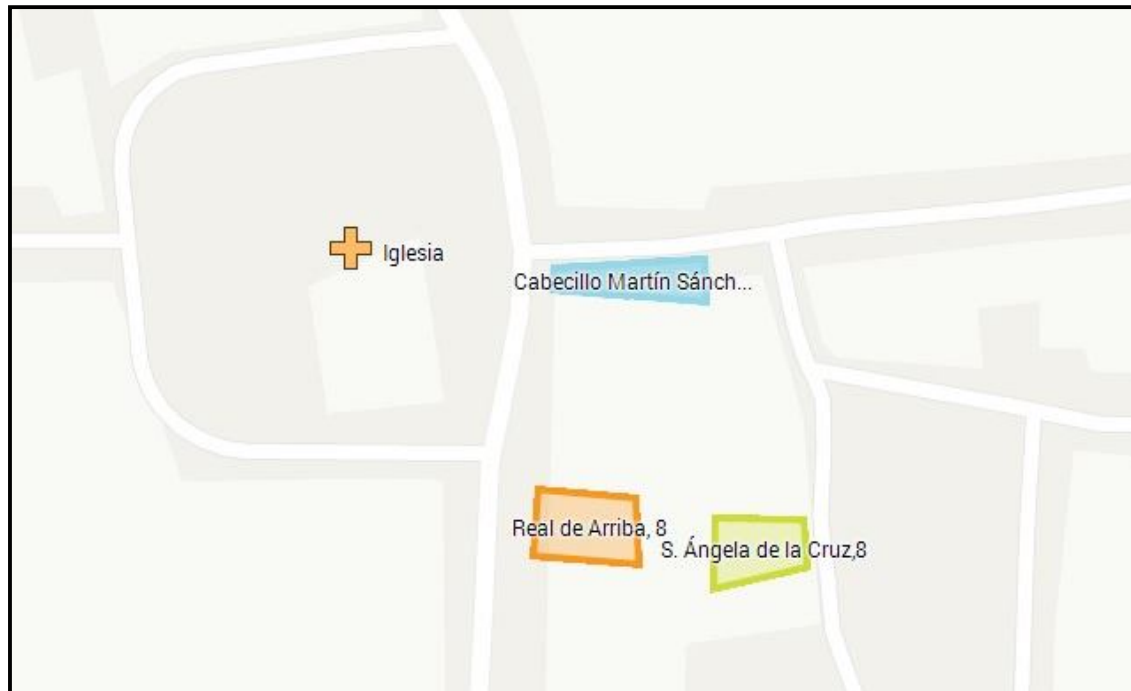 Iglesia
Cabecillo Martín Sánch...
Real de Arriba, 8
S. Ángela de la Cruz,8